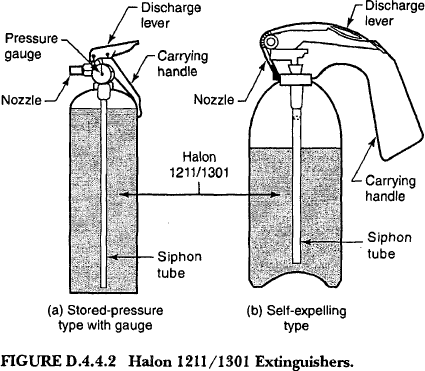 Discharge
lever
Pressure
gauge
Carrying
handle
Nozzle
Halon
1211/1301
Siphon
tube
(a) Stored-pressure
type with gauge
Discharge
lever
Nozzle
Carrying
handle
Siphon
tube
(b) Self-expelling
type
FIGURE D.4.4.2 Halon 1211/1301 Extinguishers.